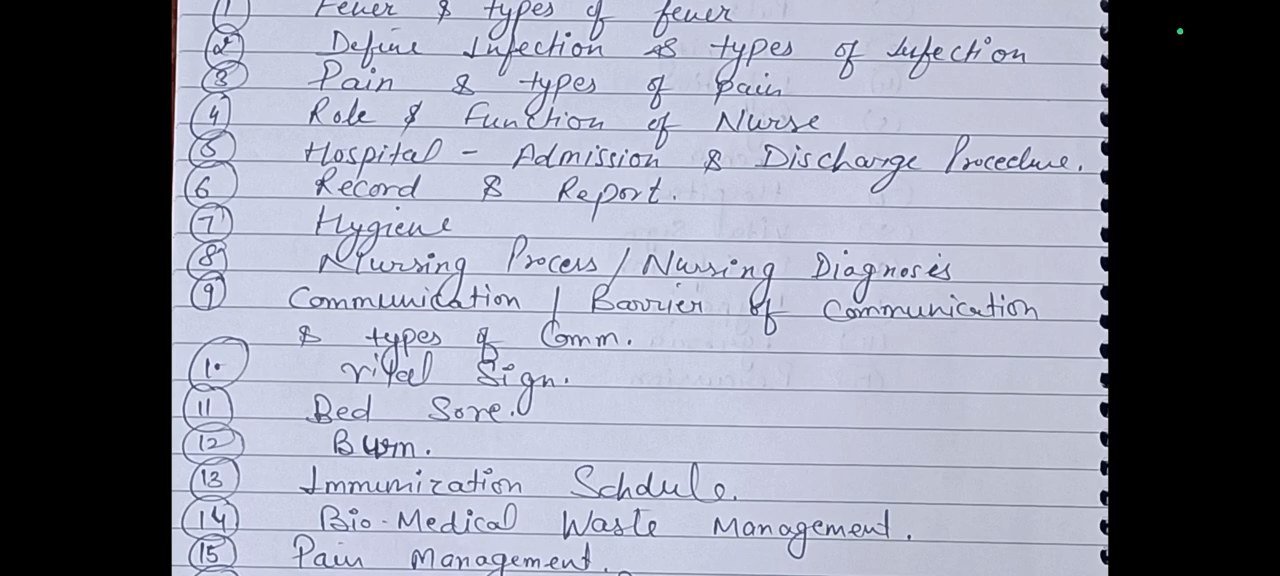 1 Fever & types of fever
2 Define Infection & types of Infection
3 Pain & types of pain
4 Role & Function of Nurse
5 Hospital - Admission & Discharge Procedure.
6 Record & Report.
7 Hygiene
8 Nursing Process / Nursing Diagnosis
9 Communication / Barrier of Communication
& types of Comm.
10 Vital Sign.
11 Bed Sore.
12 Burn.
13 Immunization Schdule.
14 Bio-Medical Waste Management.
15 Pain Management.